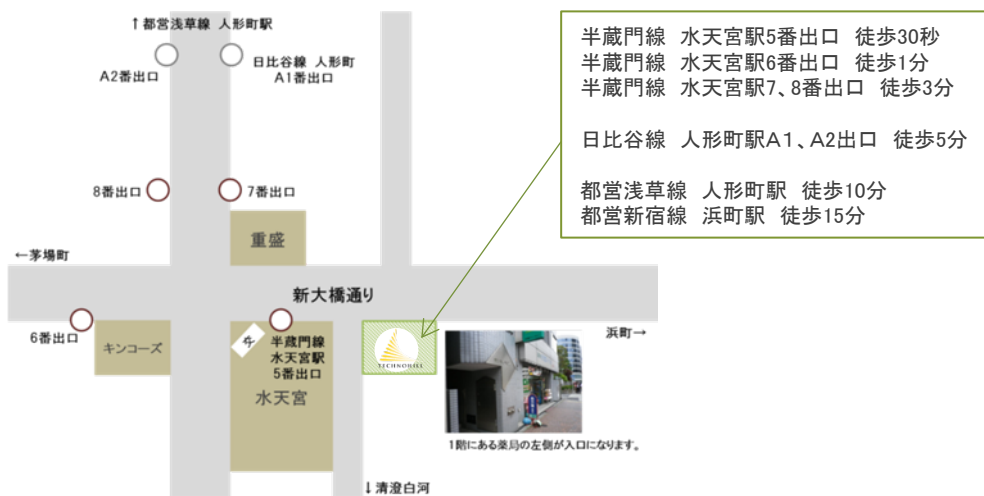 ↑都営浅草線 人形町駅
A2番出口
日比谷線 人形町
A1番出口
半蔵門線 水天宮駅5番出口 徒歩30秒
半蔵門線 水天宮駅6番出口 徒歩1分
半蔵門線 水天宮駅7、8番出口 徒歩3分
日比谷線 人形町駅A1、A2出口 徒歩5分
都営浅草線 人形町駅 徒歩10分
都営新宿線 浜町駅 徒歩15分
8番出口
7番出口
重盛
←茅場町
新大橋通り
浜町→
6番出口
キンコーズ
交
半蔵門線
水天宮駅
5番出口
水天宮
TECHNOHILL
1階にある薬局の左側が入口になります。
↓清澄白河